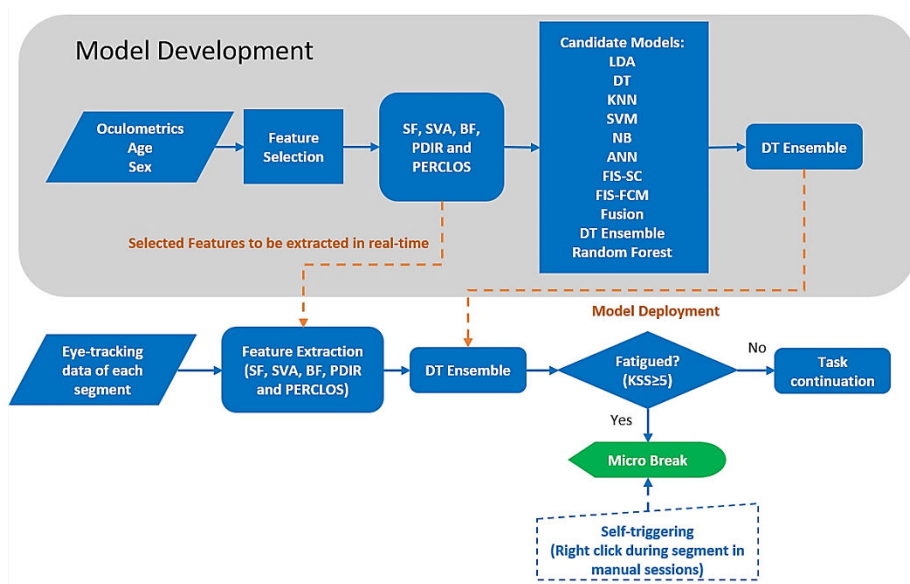 Model Development
Oculometrics
Age
Sex
Feature
Selection
SF, SVA, BF,
PDIR and
PERCLOS
Candidate Models:
LDA
DT
KNN
SVM
NB
ANN
FIS-SC
FIS-FCM
Fusion
DT Ensemble
Random Forest
DT Ensemble
Selected Features to be extracted in real-time
Model Deployment
Eye-tracking
data of each
segment
Feature Extraction
(SF, SVA, BF, PDIR
and PERCLOS)
DT Ensemble
Fatigued?
(KSS≥5)
No
Task
continuation
Yes
Micro Break
Self-triggering
(Right click during segment in
manual sessions)